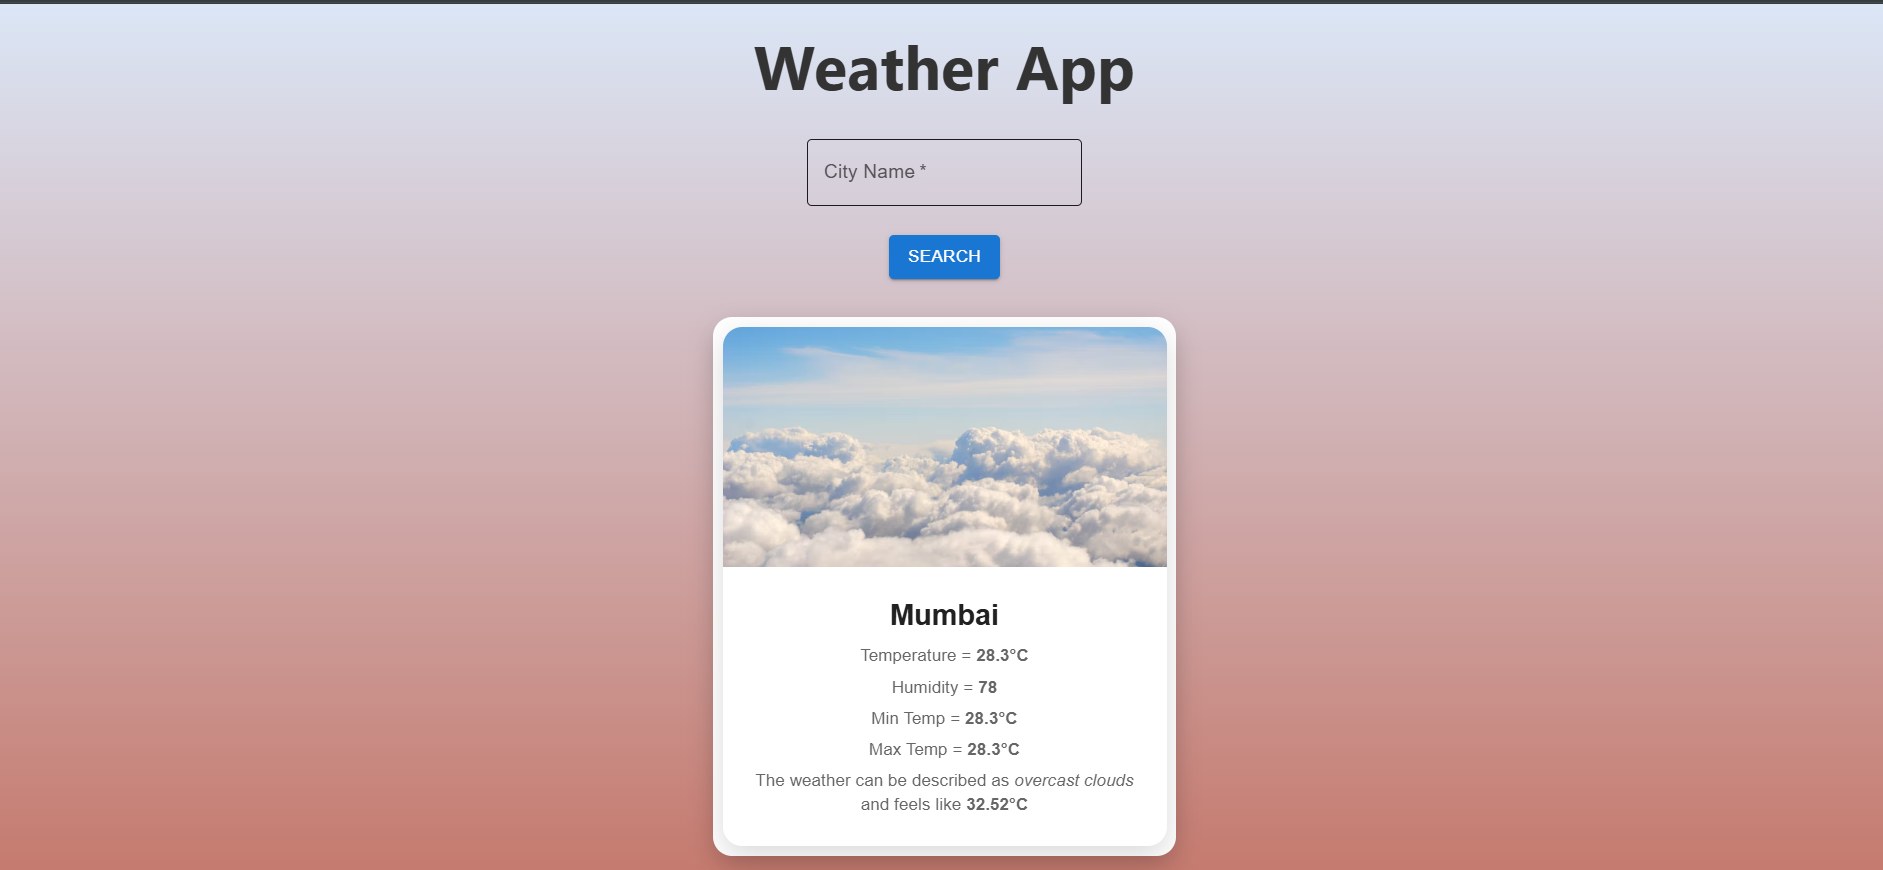 Weather App
City Name *
SEARCH
Mumbai
Temperature = 28.3°C
Humidity = 78
Min Temp = 28.3°C
Max Temp = 28.3°C
The weather can be described as overcast clouds
and feels like 32.52°C